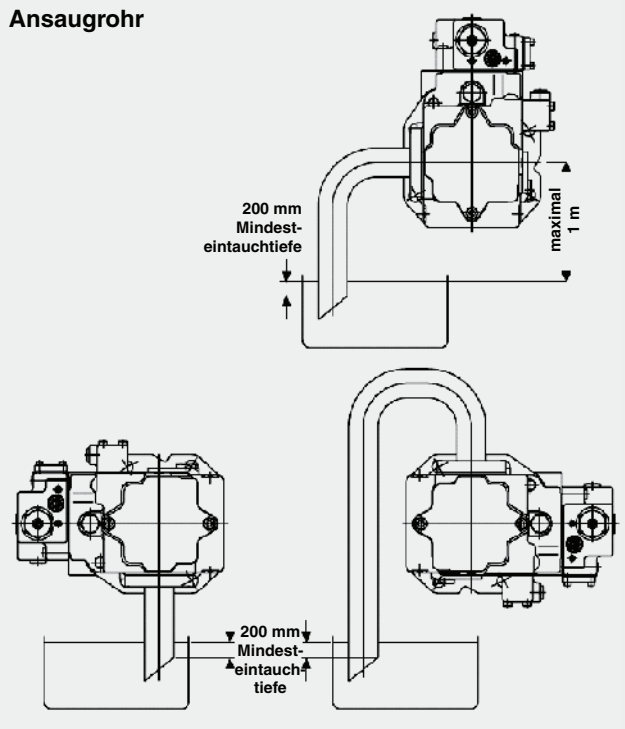 Ansaugrohr
200 mm
Mindest-
eintauchtiefe
maximal
1 m
200 mm
Mindest-
eintauch-
tiefe